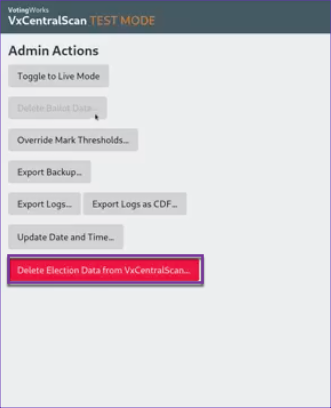 VotingWorks
VxCentralScan TEST MODE
Admin Actions
Toggle to Live Mode
Delete Ballot Data...
Override Mark Thresholds...
Export Backup...
Export Logs... Export Logs as CDF...
Update Date and Time...
Delete Election Data from VxCentralScan...